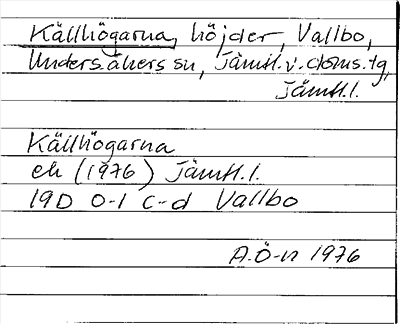 Källhögarna, höjder, Vallbo,
Undersåkers sn, Jämtl.v.doms.tg,
Jämtl.l.
Källhögarna
ek (1976) Jämtl.l.
19D 0-1 c-d Vallbo
A.Ö-n 1976